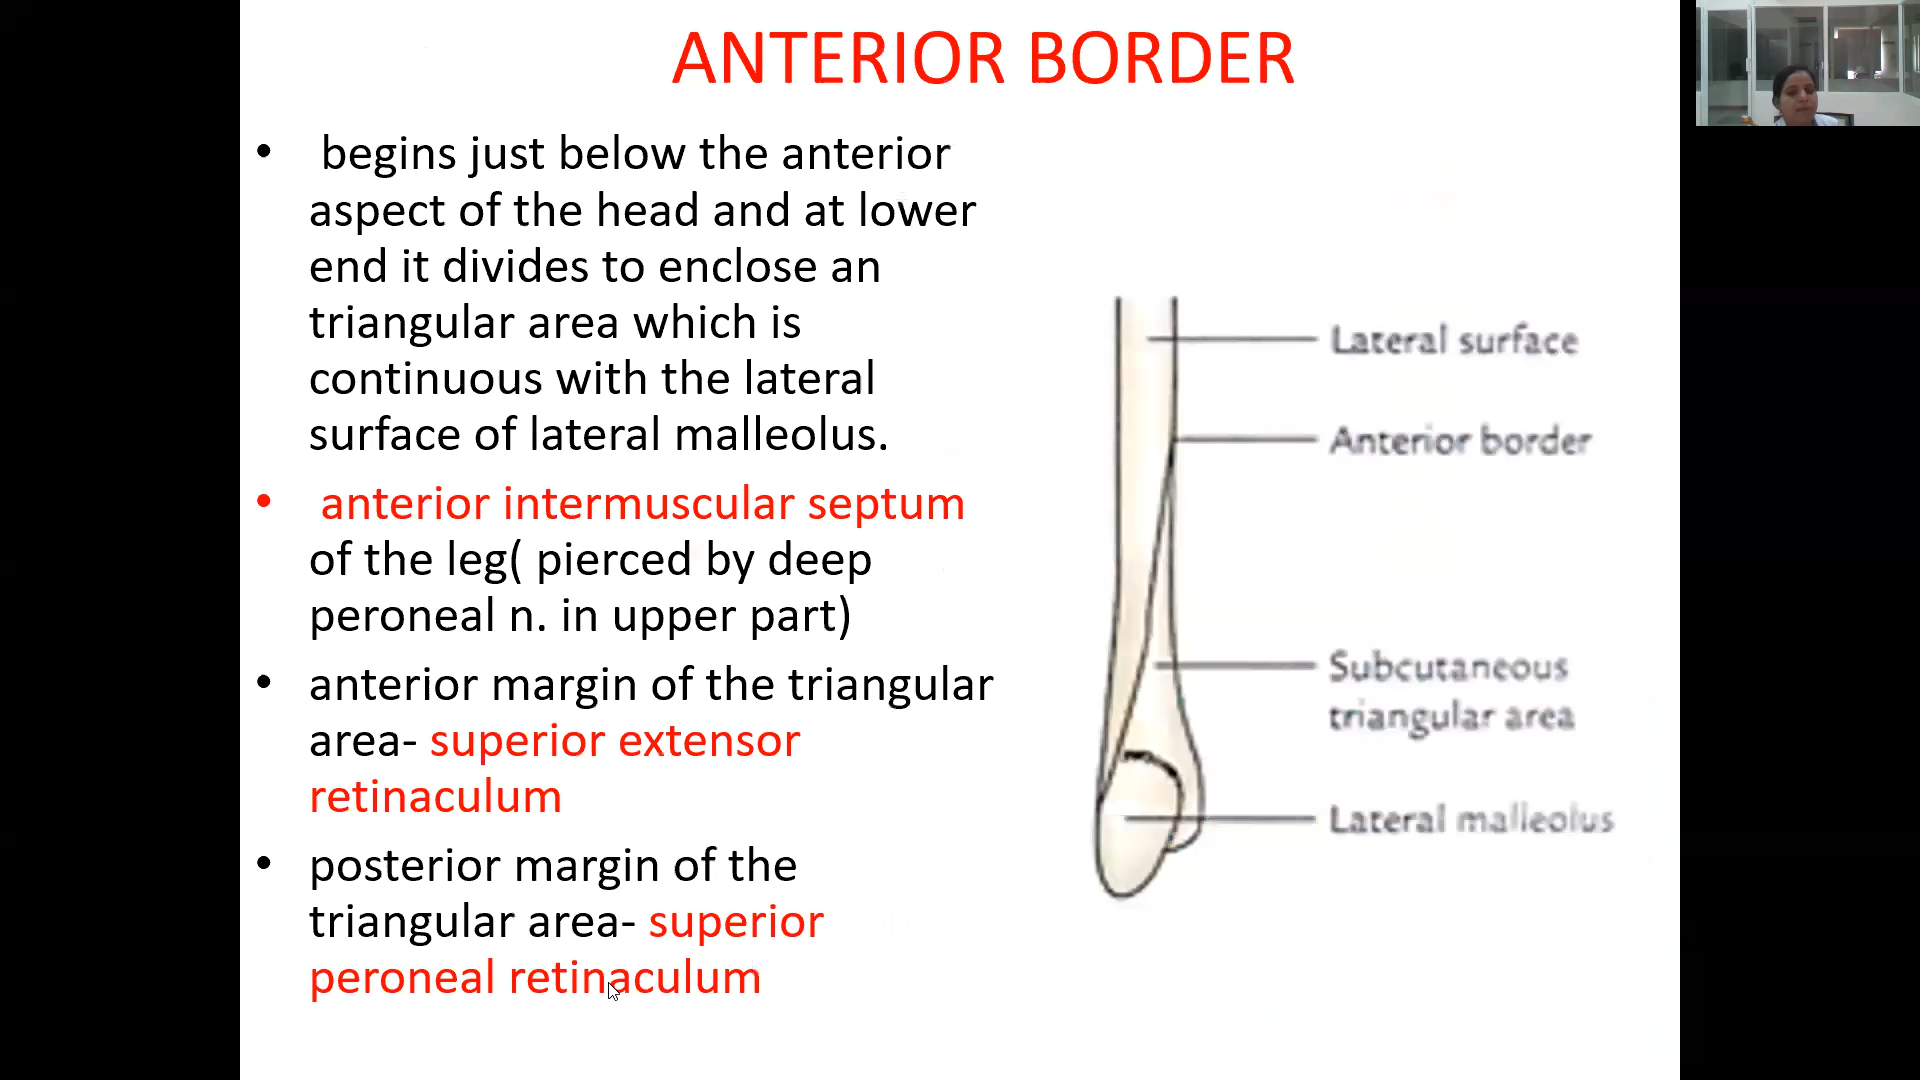 ANTERIOR BORDER
• begins just below the anterior
aspect of the head and at lower
end it divides to enclose an
triangular area which is
continuous with the lateral
surface of lateral malleolus.
• anterior intermuscular septum
of the leg( pierced by deep
peroneal n. in upper part)
• anterior margin of the triangular
area- superior extensor
retinaculum
• posterior margin of the
triangular area- superior
peroneal retinaculum
Lateral surface
Anterior border
Subcutaneous
triangular area
Lateral malleolus